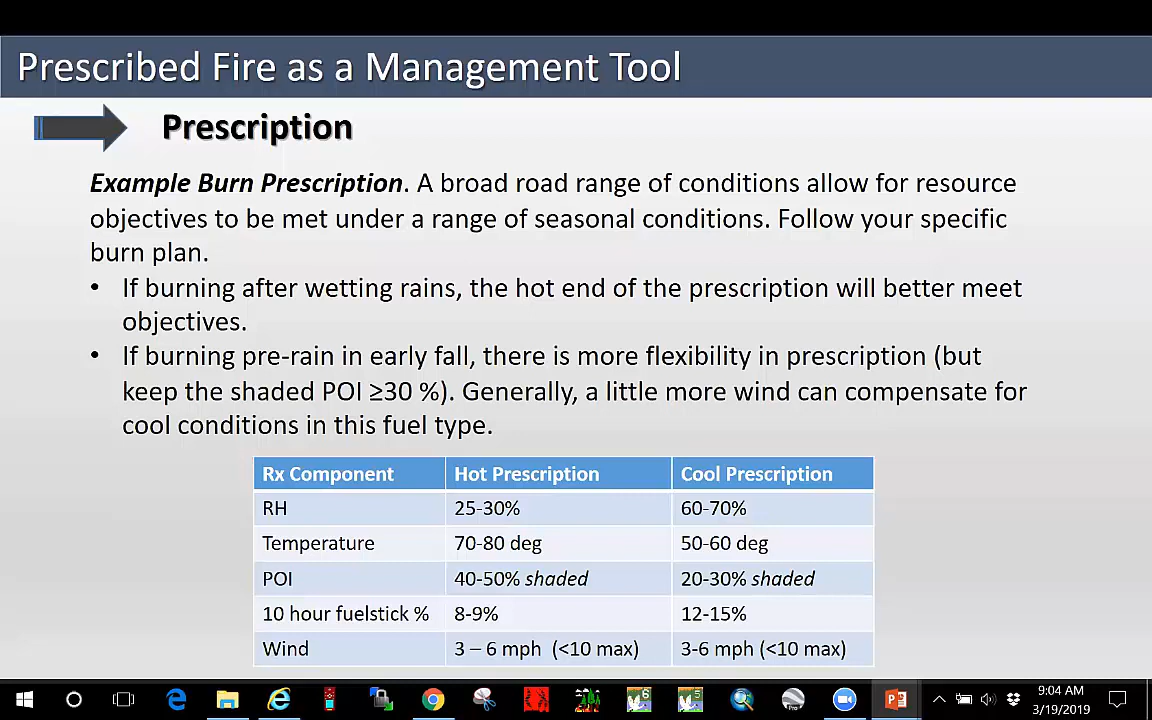 Prescribed Fire as a Management Tool
Prescription
Example Burn Prescription. A broad road range of conditions allow for resource
objectives to be met under a range of seasonal conditions. Follow your specific
burn plan.
• If burning after wetting rains, the hot end of the prescription will better meet
objectives.
• If burning pre-rain in early fall, there is more flexibility in prescription (but
keep the shaded POI ≥30 %). Generally, a little more wind can compensate for
cool conditions in this fuel type.
Rx Component Hot Prescription Cool Prescription
RH 25-30% 60-70%
Temperature 70-80 deg 50-60 deg
POI 40-50% shaded 20-30% shaded
10 hour fuelstick % 8-9% 12-15%
Wind 3 – 6 mph (<10 max) 3-6 mph (<10 max)
6 5 Pro
9:04 AM
3/19/2019